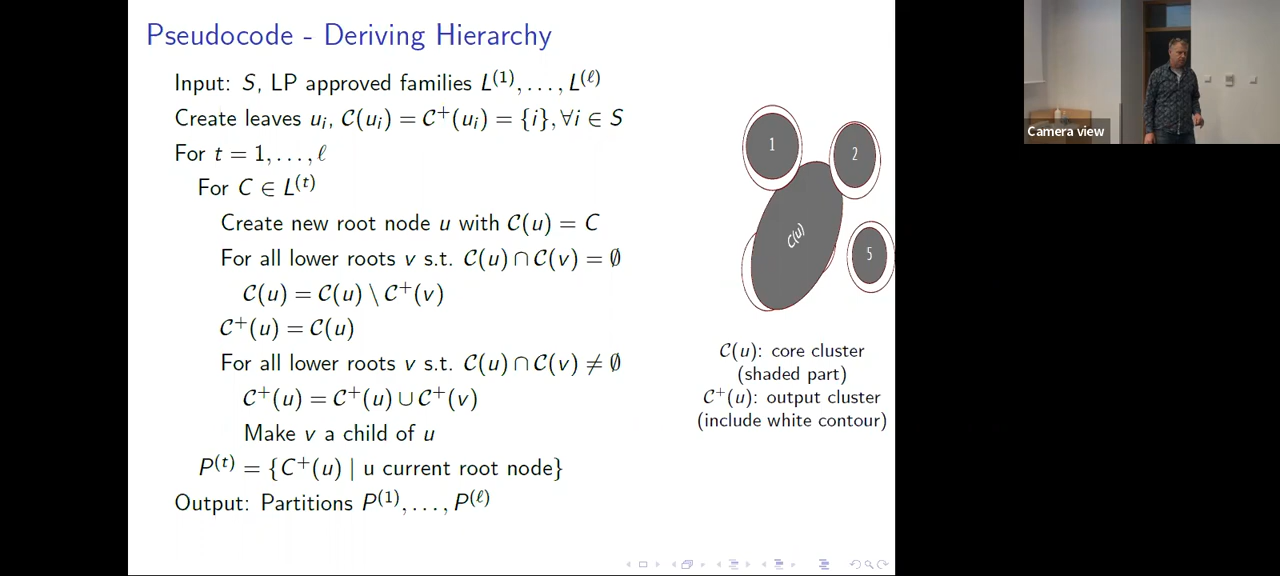 Pseudocode - Deriving Hierarchy
Input: S, LP approved families L^(1), . . . , L^(ℓ)
Create leaves u_i, C(u_i) = C^+(u_i) = {i}, ∀i ∈ S
For t = 1, . . . , ℓ
For C ∈ L^(t)
Create new root node u with C(u) = C
For all lower roots v s.t. C(u) ∩ C(v) = ∅
C(u) = C(u) \ C^+(v)
C^+(u) = C(u)
For all lower roots v s.t. C(u) ∩ C(v) ≠ ∅
C^+(u) = C^+(u) ∪ C^+(v)
Make v a child of u
P^(t) = {C^+(u) | u current root node}
Output: Partitions P^(1), . . . , P^(ℓ)
1
2
C(u)
5
C(u): core cluster
(shaded part)
C^+(u): output cluster
(include white contour)
Camera view